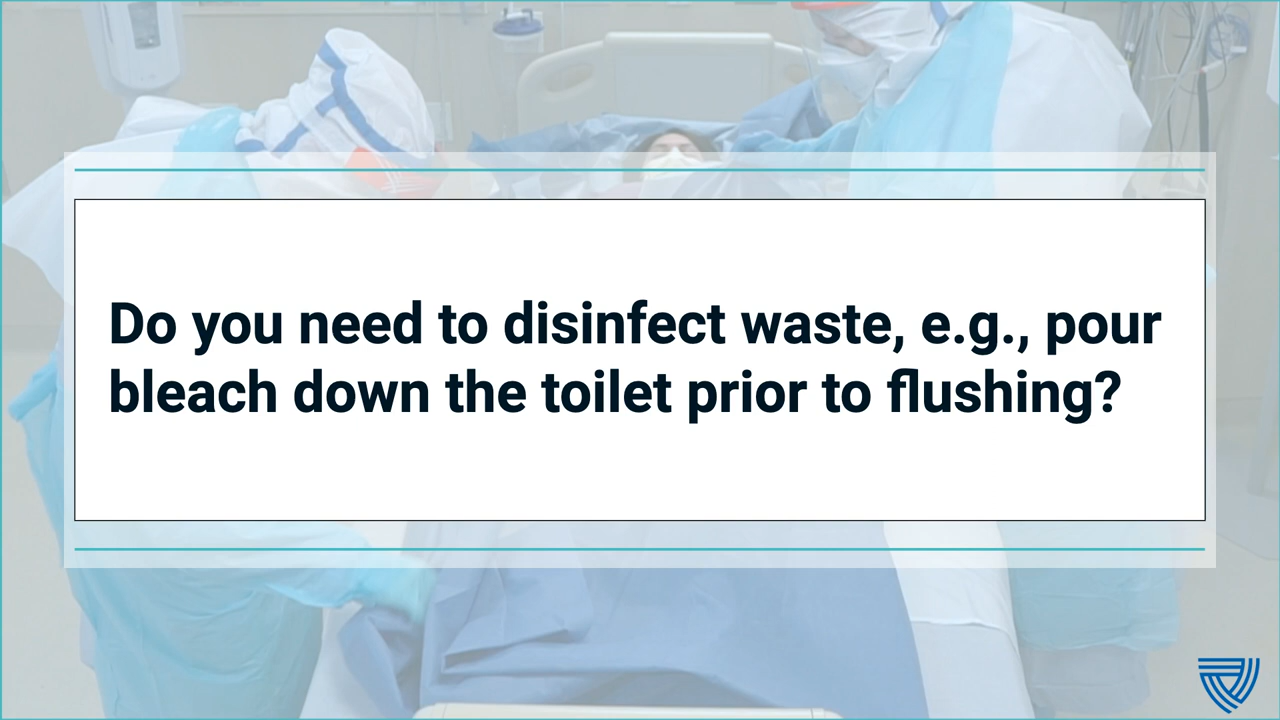 Do you need to disinfect waste, e.g., pour
bleach down the toilet prior to flushing?